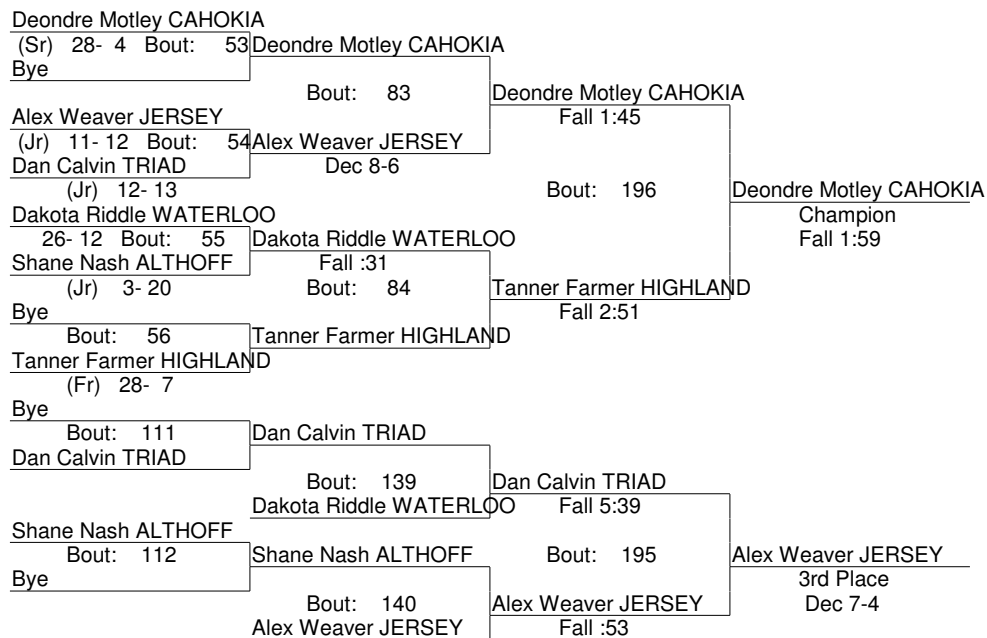 Deondre Motley CAHOKIA
(Sr) 28- 4 Bout: 53 Deondre Motley CAHOKIA
Bye
Bout: 83 Deondre Motley CAHOKIA
Alex Weaver JERSEY Fall 1:45
(Jr) 11- 12 Bout: 54 Alex Weaver JERSEY
Dan Calvin TRIAD Dec 8-6
(Jr) 12- 13 Bout: 196 Deondre Motley CAHOKIA
Dakota Riddle WATERLOO Champion
26- 12 Bout: 55 Dakota Riddle WATERLOO Fall 1:59
Shane Nash ALTHOFF Fall :31
(Jr) 3- 20 Bout: 84 Tanner Farmer HIGHLAND
Bye Fall 2:51
Bout: 56 Tanner Farmer HIGHLAND
Tanner Farmer HIGHLAND
(Fr) 28- 7
Bye
Bout: 111 Dan Calvin TRIAD
Dan Calvin TRIAD
Bout: 139 Dan Calvin TRIAD
Dakota Riddle WATERLOO Fall 5:39
Shane Nash ALTHOFF
Bout: 112 Shane Nash ALTHOFF Bout: 195 Alex Weaver JERSEY
Bye 3rd Place
Bout: 140 Alex Weaver JERSEY Dec 7-4
Alex Weaver JERSEY Fall :53